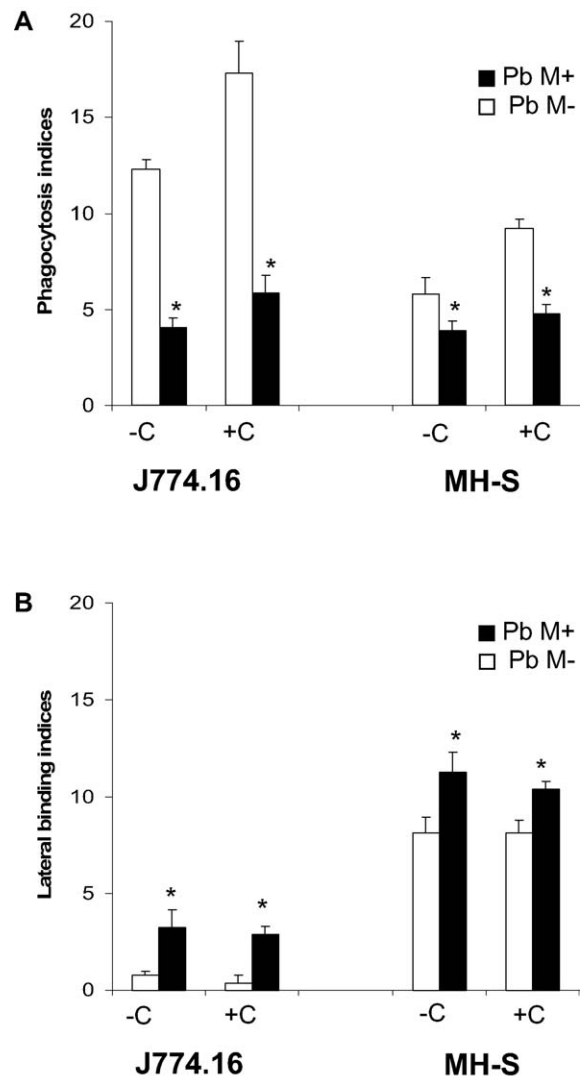 A
20
15
10
5
0
Phagocytosis indices
Pb M+
Pb M-
*
*
*
*
-C
+C
-C
+C
J774.16
MH-S
B
20
15
10
5
0
Lateral binding indices
Pb M+
Pb M-
*
*
*
*
-C
+C
-C
+C
J774.16
MH-S